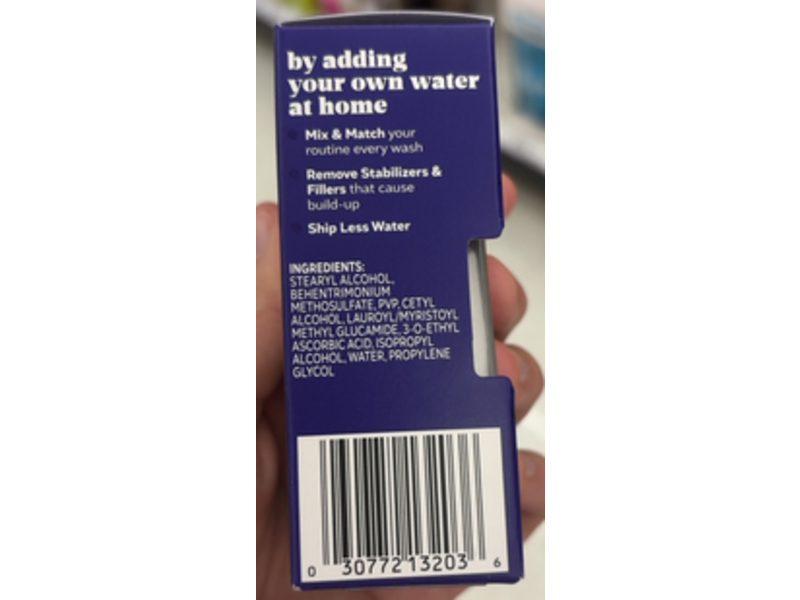 by adding
your own water
at home
Mix & Match your
routine every wash
Remove Stabilizers &
Fillers that cause
build-up
Ship Less Water
INGREDIENTS:
STEARYL ALCOHOL,
BEHENTRIMONIUM
METHOSULFATE, PVP, CETYL
ALCOHOL, LAUROYL/MYRISTOYL
METHYL GLUCAMIDE, 3-O-ETHYL
ASCORBIC ACID, ISOPROPYL
ALCOHOL, WATER, PROPYLENE
GLYCOL
0 30772 13203 6